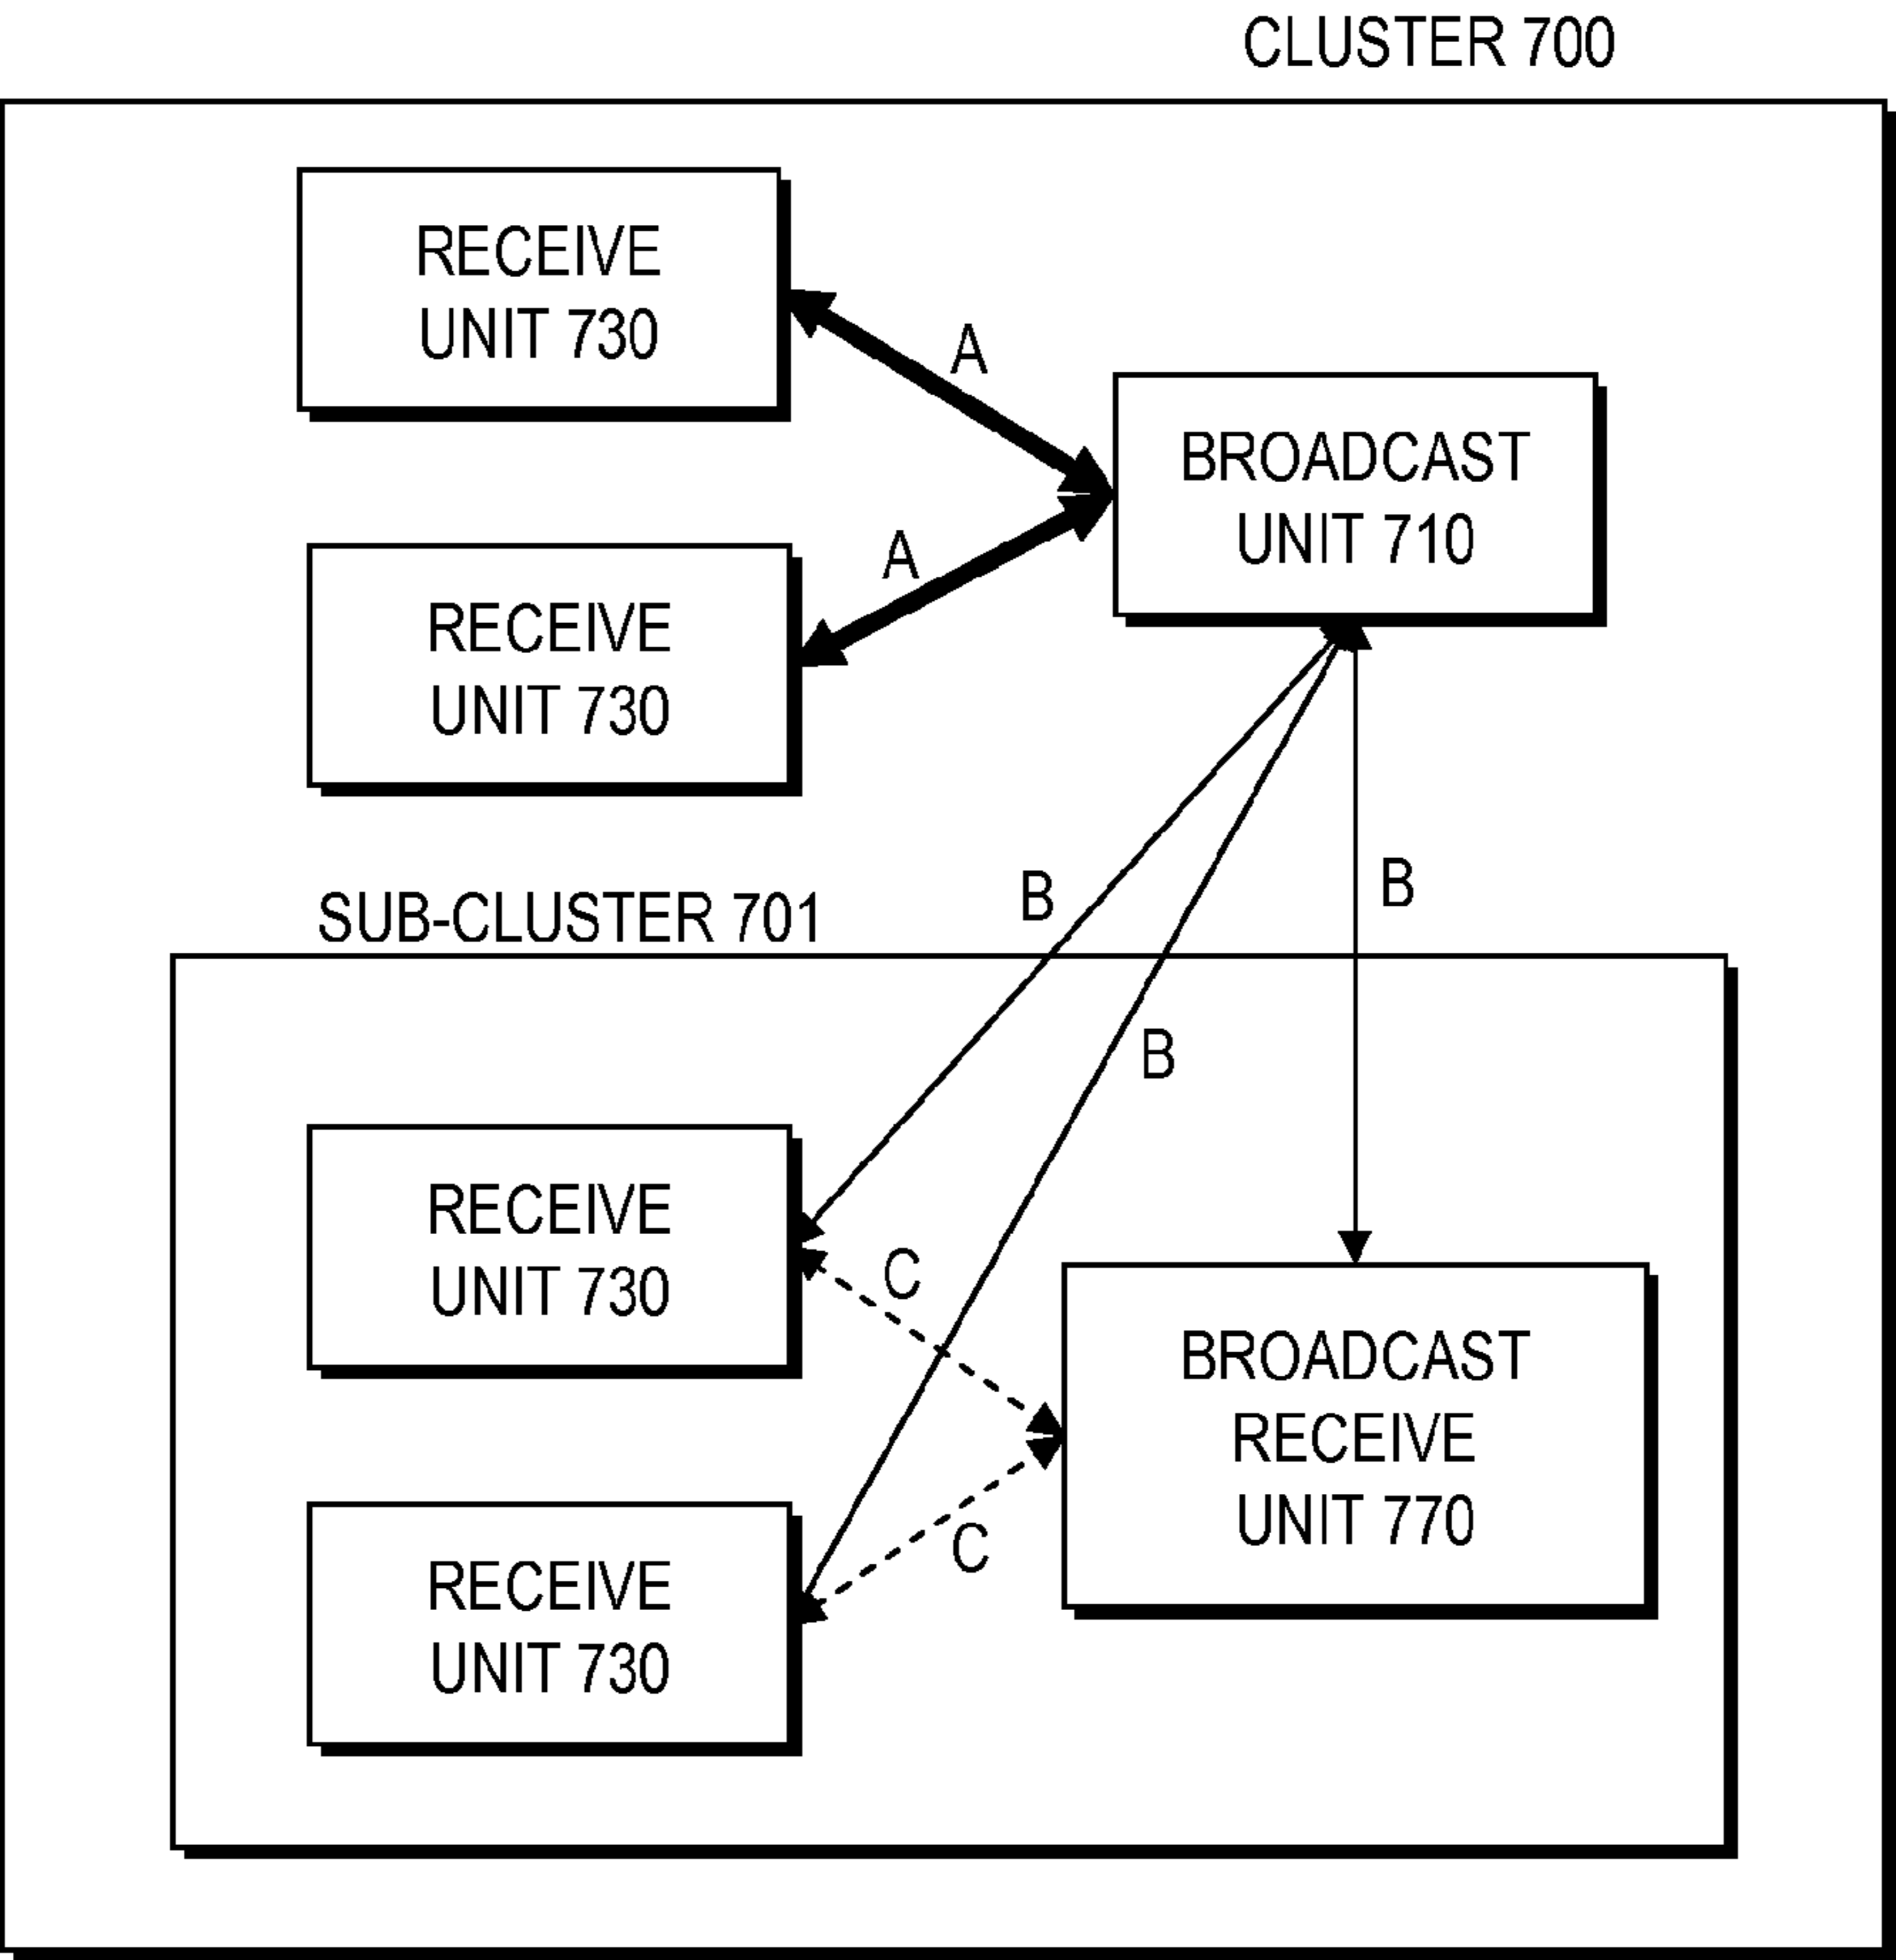 CLUSTER 700
RECEIVE
UNIT 730
A
BROADCAST
UNIT 710
A
RECEIVE
UNIT 730
B
B
SUB-CLUSTER 701
B
RECEIVE
UNIT 730
C
BROADCAST
RECEIVE
UNIT 770
C
RECEIVE
UNIT 730